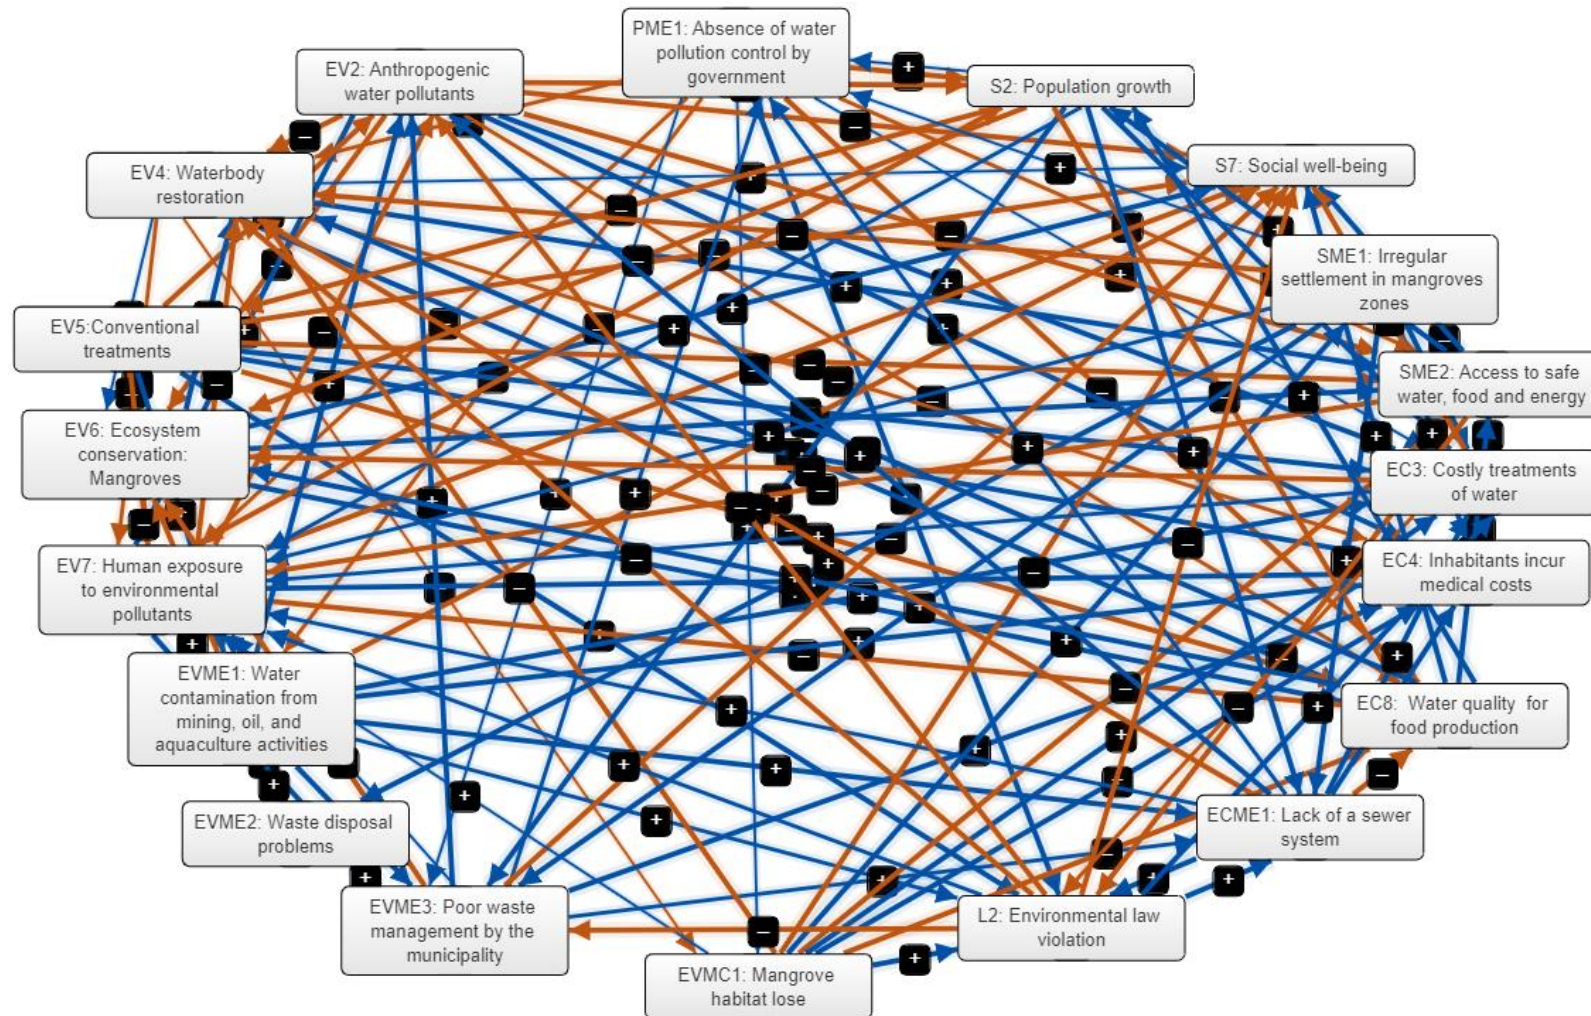 PME1: Absence of water
pollution control by
government
EV2: Anthropogenic
water pollutants
S2: Population growth
S7: Social well-being
EV4: Waterbody
restoration
SME1: Irregular
settlement in mangroves
zones
EV5:Conventional
treatments
SME2: Access to safe
water, food and energy
EV6: Ecosystem
conservation:
Mangroves
EC3: Costly treatments
of water
EV7: Human exposure
to environmental
pollutants
EC4: Inhabitants incur
medical costs
EVME1: Water
contamination from
mining, oil, and
aquaculture activities
EC8: Water quality for
food production
EVME2: Waste disposal
problems
ECME1: Lack of a sewer
system
EVME3: Poor waste
management by the
municipality
L2: Environmental law
violation
EVMC1: Mangrove
habitat lose